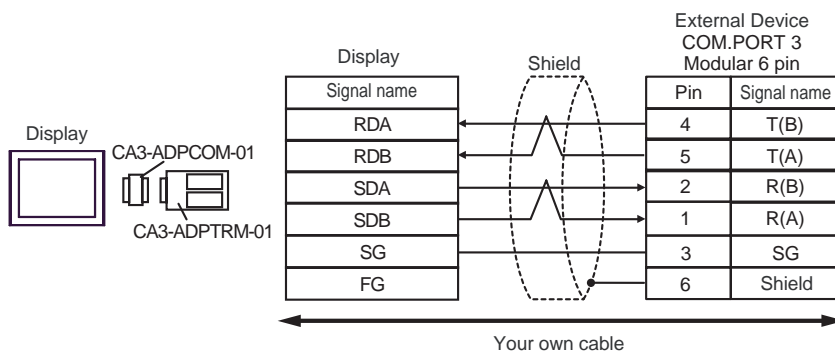 Display
CA3-ADPCOM-01
CA3-ADPTRM-01
Display
Shield
External Device
COM.PORT 3
Modular 6 pin
Signal name
Pin
Signal name
RDA
4
T(B)
RDB
5
T(A)
SDA
2
R(B)
SDB
1
R(A)
SG
3
SG
FG
6
Shield
Your own cable